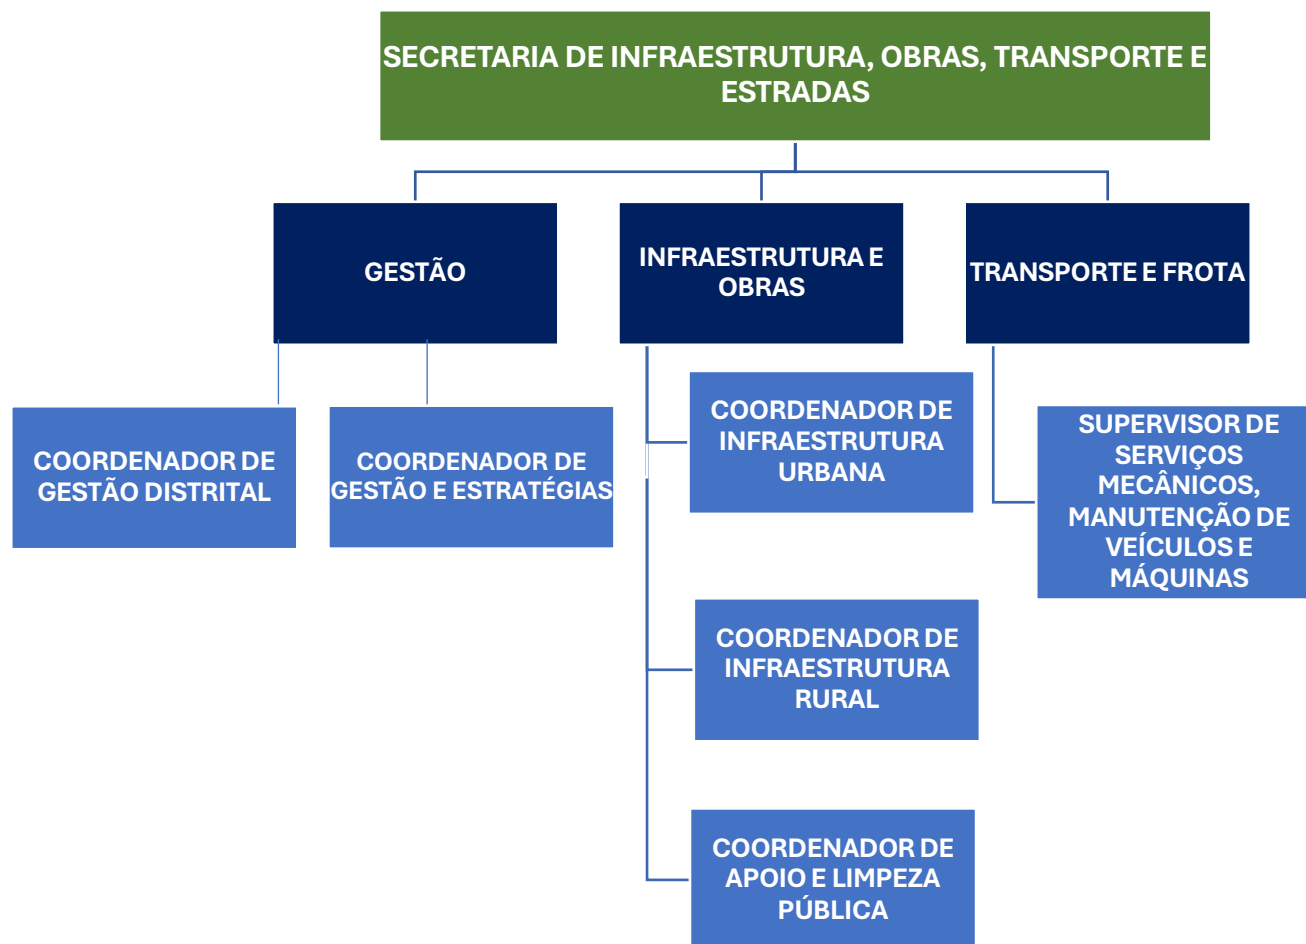 SECRETARIA DE INFRAESTRUTURA, OBRAS, TRANSPORTE E
ESTRADAS
GESTÃO
INFRAESTRUTURA E
OBRAS
TRANSPORTE E FROTA
COORDENADOR DE
GESTÃO DISTRITAL
COORDENADOR DE
GESTÃO E ESTRATÉGIAS
COORDENADOR DE
INFRAESTRUTURA
URBANA
COORDENADOR DE
INFRAESTRUTURA
RURAL
COORDENADOR DE
APOIO E LIMPEZA
PÚBLICA
SUPERVISOR DE
SERVIÇOS
MECÂNICOS,
MANUTENÇÃO DE
VEÍCULOS E
MÁQUINAS